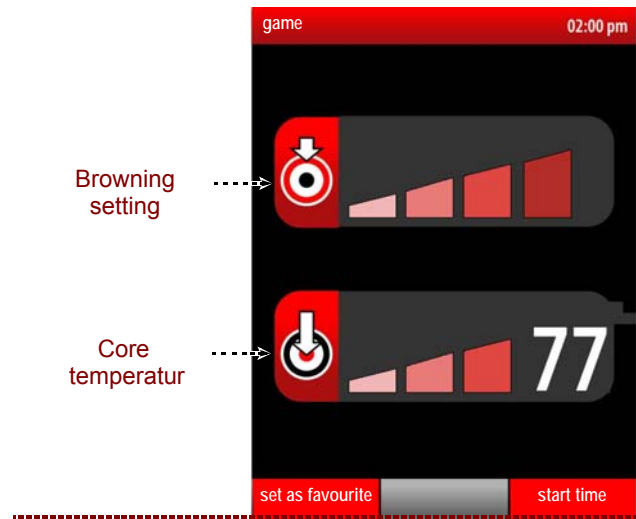 game 02:00 pm
Browning
setting
Core
temperatur
77
set as favourite start time